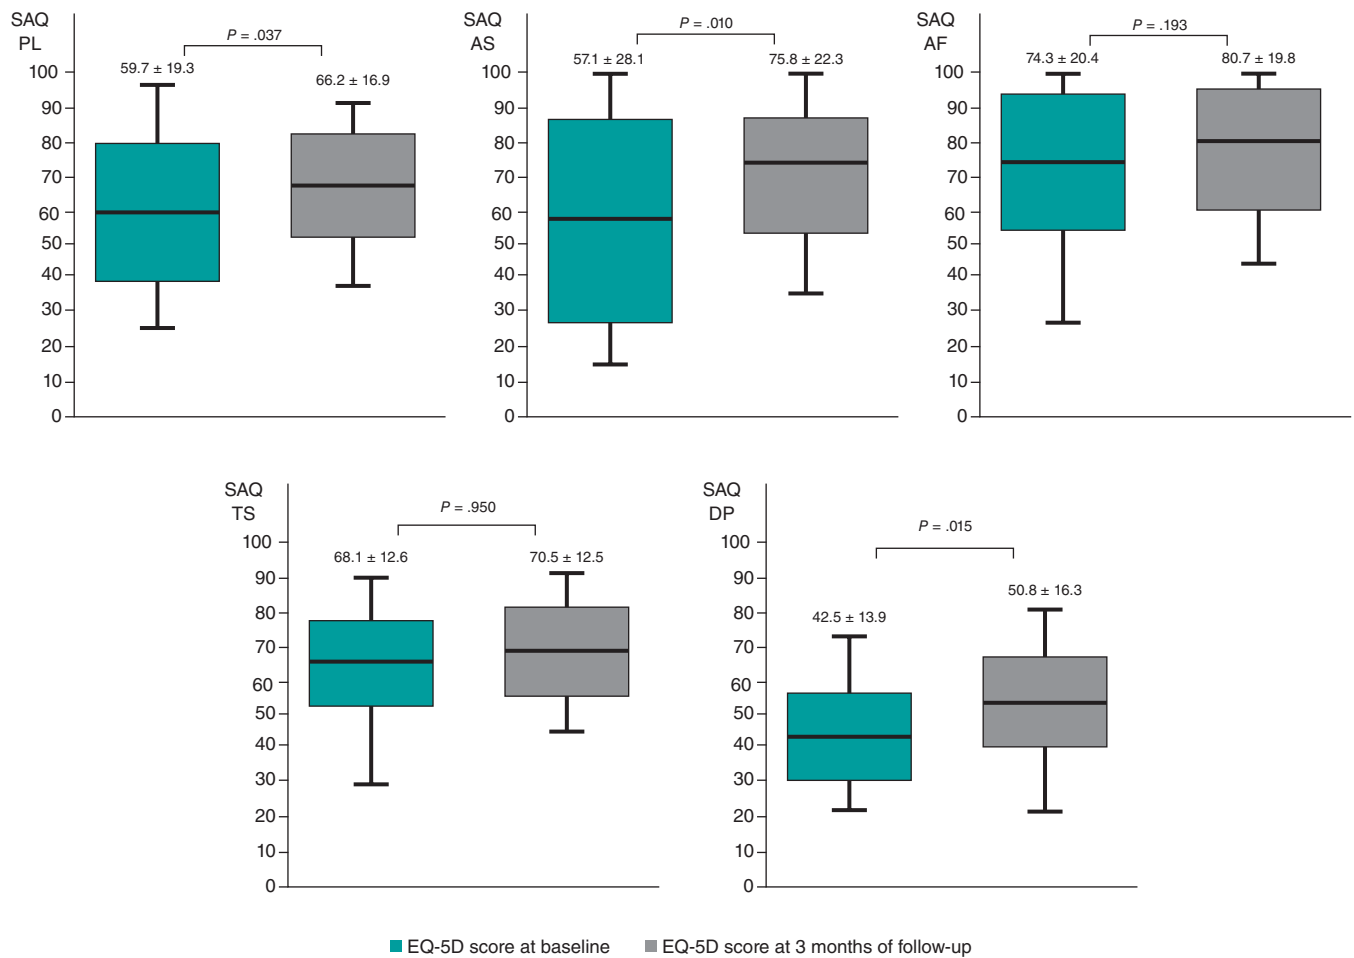 SAQ
PL
P = .037
59.7 ± 19.3
66.2 ± 16.9
100
90
80
70
60
50
40
30
20
10
0
SAQ
AS
P = .010
57.1 ± 28.1
75.8 ± 22.3
100
90
80
70
60
50
40
30
20
10
0
SAQ
AF
P = .193
74.3 ± 20.4
80.7 ± 19.8
100
90
80
70
60
50
40
30
20
10
0
SAQ
TS
P = .950
68.1 ± 12.6
70.5 ± 12.5
100
90
80
70
60
50
40
30
20
10
0
SAQ
DP
P = .015
42.5 ± 13.9
50.8 ± 16.3
100
90
80
70
60
50
40
30
20
10
0
EQ-5D score at baseline
EQ-5D score at 3 months of follow-up